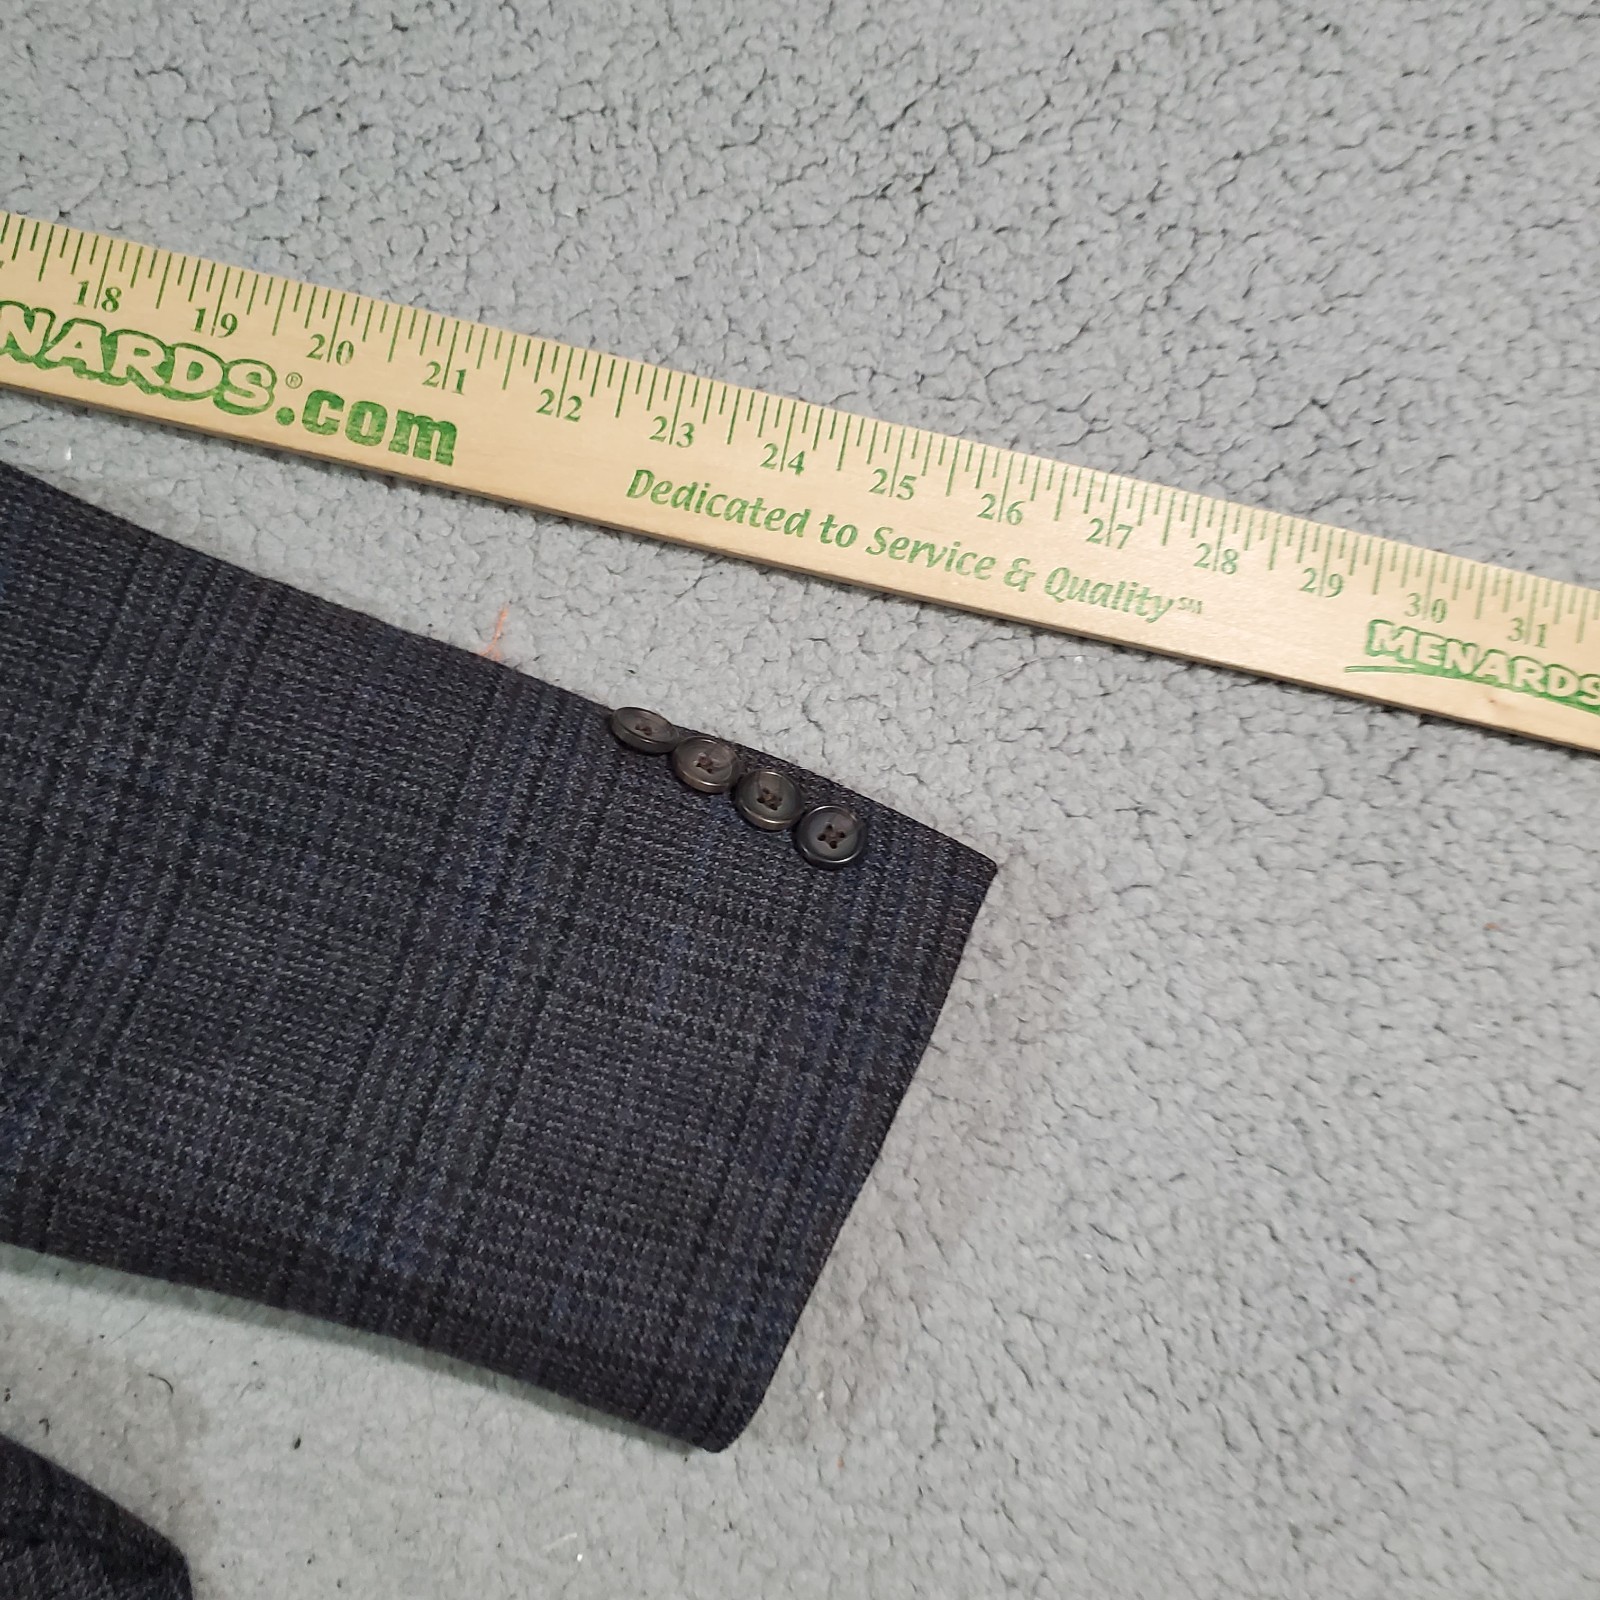 18 19 20 21 22 23 24 25 26 27 28 29 30 31
NARDS®.com
Dedicated to Service & Quality℠
MENARDS